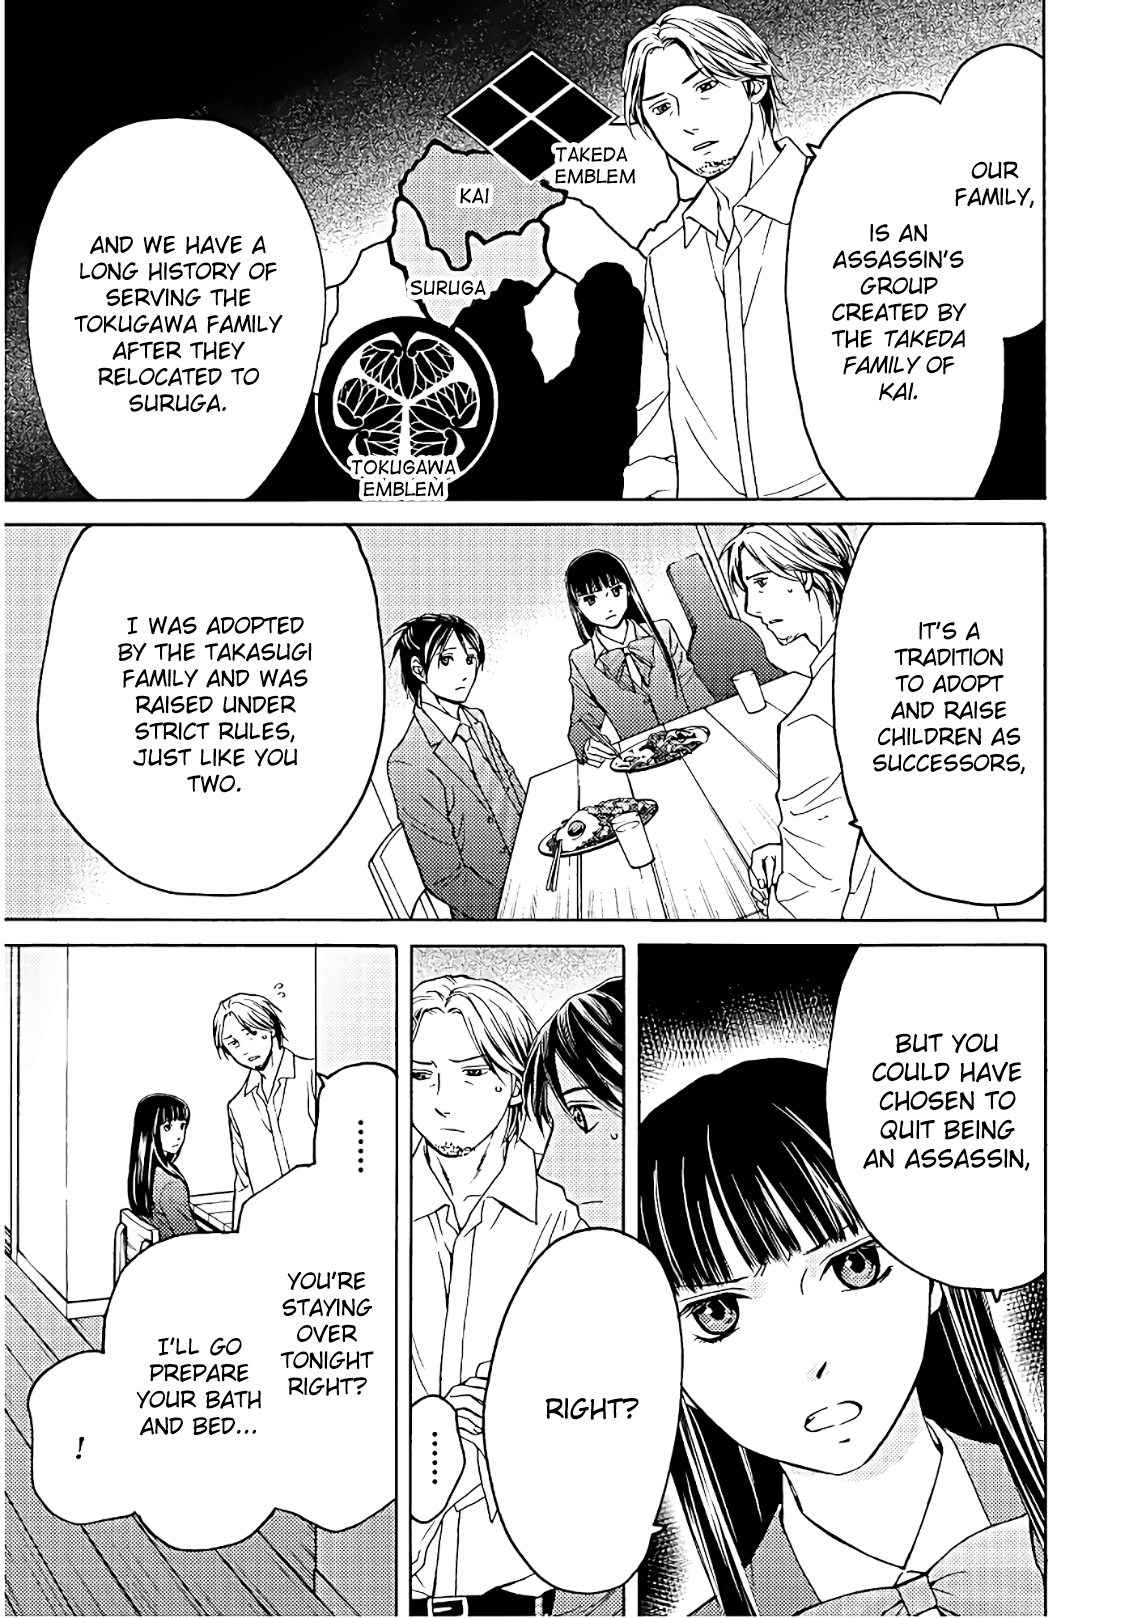 OUR
FAMILY,
IS AN
ASSASSIN'S
GROUP
CREATED BY
THE TAKEDA
FAMILY OF
KAI.
TAKEDA
EMBLEM
KAI
SURUGA
TOKUGAWA
EMBLEM
AND WE HAVE A
LONG HISTORY OF
SERVING THE
TOKUGAWA FAMILY
AFTER THEY
RELOCATED TO
SURUGA.
IT'S A
TRADITION
TO ADOPT
AND RAISE
CHILDREN AS
SUCCESSORS,
I WAS ADOPTED
BY THE TAKASUGI
FAMILY AND WAS
RAISED UNDER
STRICT RULES,
JUST LIKE YOU
TWO.
BUT YOU
COULD HAVE
CHOSEN TO
QUIT BEING
AN ASSASSIN,
RIGHT?
......
......
YOU'RE
STAYING
OVER
TONIGHT
RIGHT?
I'LL GO
PREPARE
YOUR BATH
AND BED...
!